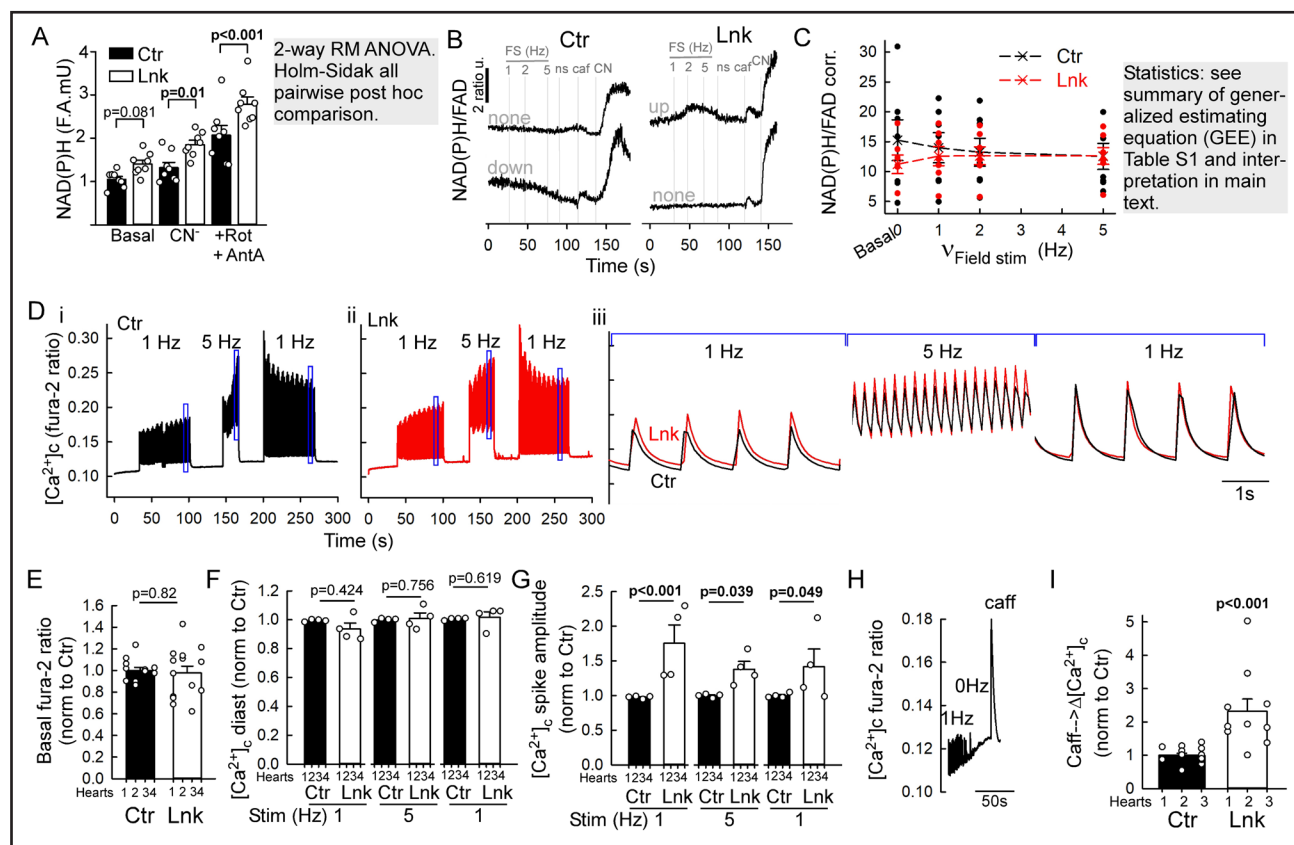 A
NAD(P)H (F.A.mU)
4
3
2
1
Ctr
Lnk
p=0.081
p=0.01
p<0.001
Basal
CN-
+Rot
+AntA
2-way RM ANOVA.
Holm-Sidak all
pairwise post hoc
comparison.
B
NAD(P)H/FAD
2 ratio u.
Ctr
FS (Hz)
1 2 5 ns caf CN
none
down
0 50 100 150
Lnk
FS (Hz)
1 2 5 ns caf CN
up
none
0 50 100 150
Time (s)
C
NAD(P)H/FAD corr.
30
25
20
15
10
5
Ctr
Lnk
Basal 0 1 2 3 4 5
νField stim (Hz)
Statistics: see
summary of gener-
alized estimating
equation (GEE) in
Table S1 and inter-
pretation in main
text.
D
i
Ctr
1 Hz 5 Hz 1 Hz
[Ca2+]c (fura-2 ratio)
0.30
0.25
0.20
0.15
0.10
0 50 100 150 200 250 300
ii
Lnk
1 Hz 5 Hz 1 Hz
0 50 100 150 200 250 300
Time (s)
iii
1 Hz
5 Hz
1 Hz
Lnk
Ctr
1s
E
Basal fura-2 ratio
(norm to Ctr)
1.6
1.4
1.2
1.0
0.8
0.6
0.4
0.2
0.0
p=0.82
Hearts 1 2 34 1 2 34
Ctr Lnk
F
[Ca2+]c diast (norm to Ctr)
1.2
1.0
0.8
0.6
0.4
0.2
0.0
p=0.424
p=0.756
p=0.619
Hearts 1234 1234 1234 1234 1234 1234
Ctr Lnk Ctr Lnk Ctr Lnk
Stim (Hz) 1 5 1
G
[Ca2+]c spike amplitude
(norm to Ctr)
2.5
2.0
1.5
1.0
0.5
0.0
p<0.001
p=0.039
p=0.049
Hearts 1234 1234 1234 1234 1234 1234
Ctr Lnk Ctr Lnk Ctr Lnk
Stim (Hz) 1 5 1
H
[Ca2+]c fura-2 ratio
0.18
0.16
0.14
0.12
0.10
caff
0Hz
1Hz
50s
I
Caff-->Δ[Ca2+]c
(norm to Ctr)
5
4
3
2
1
0
p<0.001
Hearts 1 2 3 1 2 3
Ctr Lnk